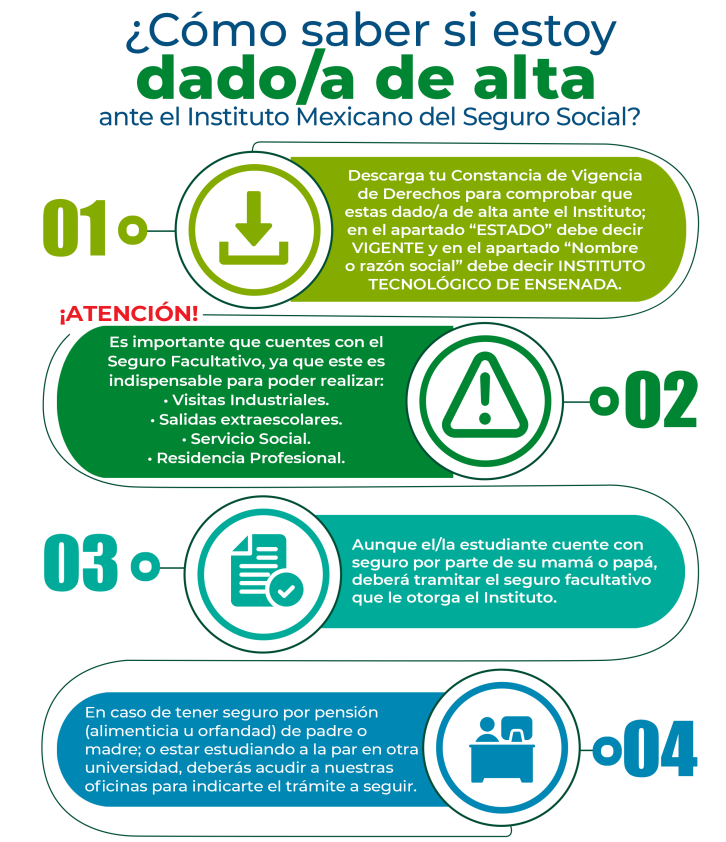 ¿Cómo saber si estoy
dado/a de alta
ante el Instituto Mexicano del Seguro Social?
01
Descarga tu Constancia de Vigencia
de Derechos para comprobar que
estas dado/a de alta ante el Instituto;
en el apartado “ESTADO” debe decir
VIGENTE y en el apartado “Nombre
o razón social” debe decir INSTITUTO
TECNOLÓGICO DE ENSENADA.
¡ATENCIÓN!
Es importante que cuentes con el
Seguro Facultativo, ya que este es
indispensable para poder realizar:
• Visitas Industriales.
• Salidas extraescolares.
• Servicio Social.
• Residencia Profesional.
02
03
Aunque el/la estudiante cuente con
seguro por parte de su mamá o papá,
deberá tramitar el seguro facultativo
que le otorga el Instituto.
En caso de tener seguro por pensión
(alimenticia u orfandad) de padre o
madre; o estar estudiando a la par en otra
universidad, deberás acudir a nuestras
oficinas para indicarte el trámite a seguir.
04